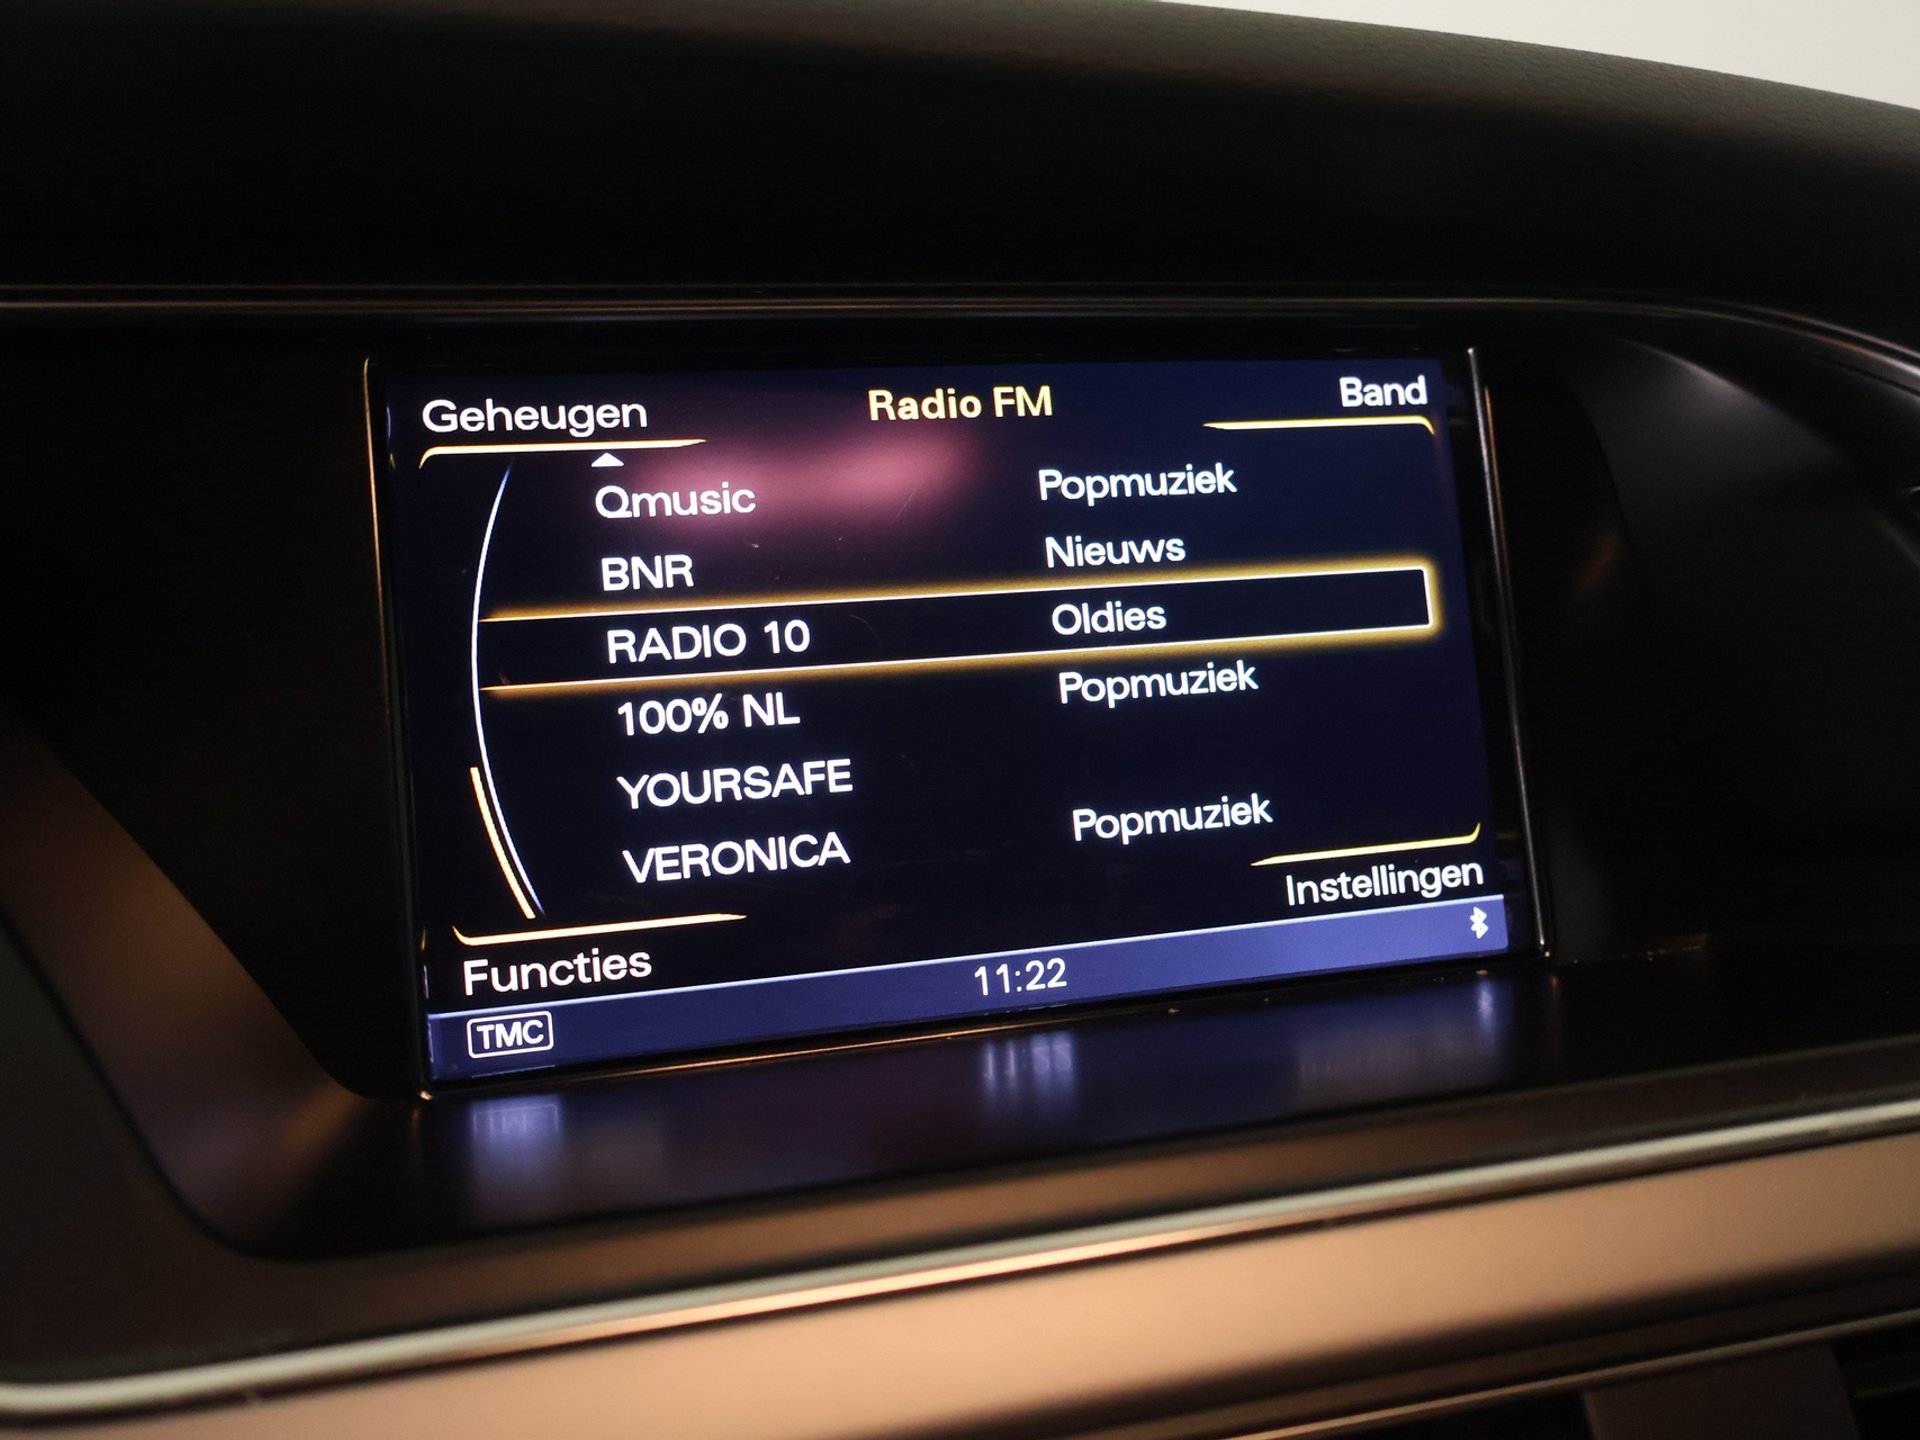 Geheugen Radio FM Band
Qmusic Popmuziek
BNR Nieuws
RADIO 10 Oldies
100% NL Popmuziek
YOURSAFE
VERONICA Popmuziek
Instellingen
Functies
TMC 11:22